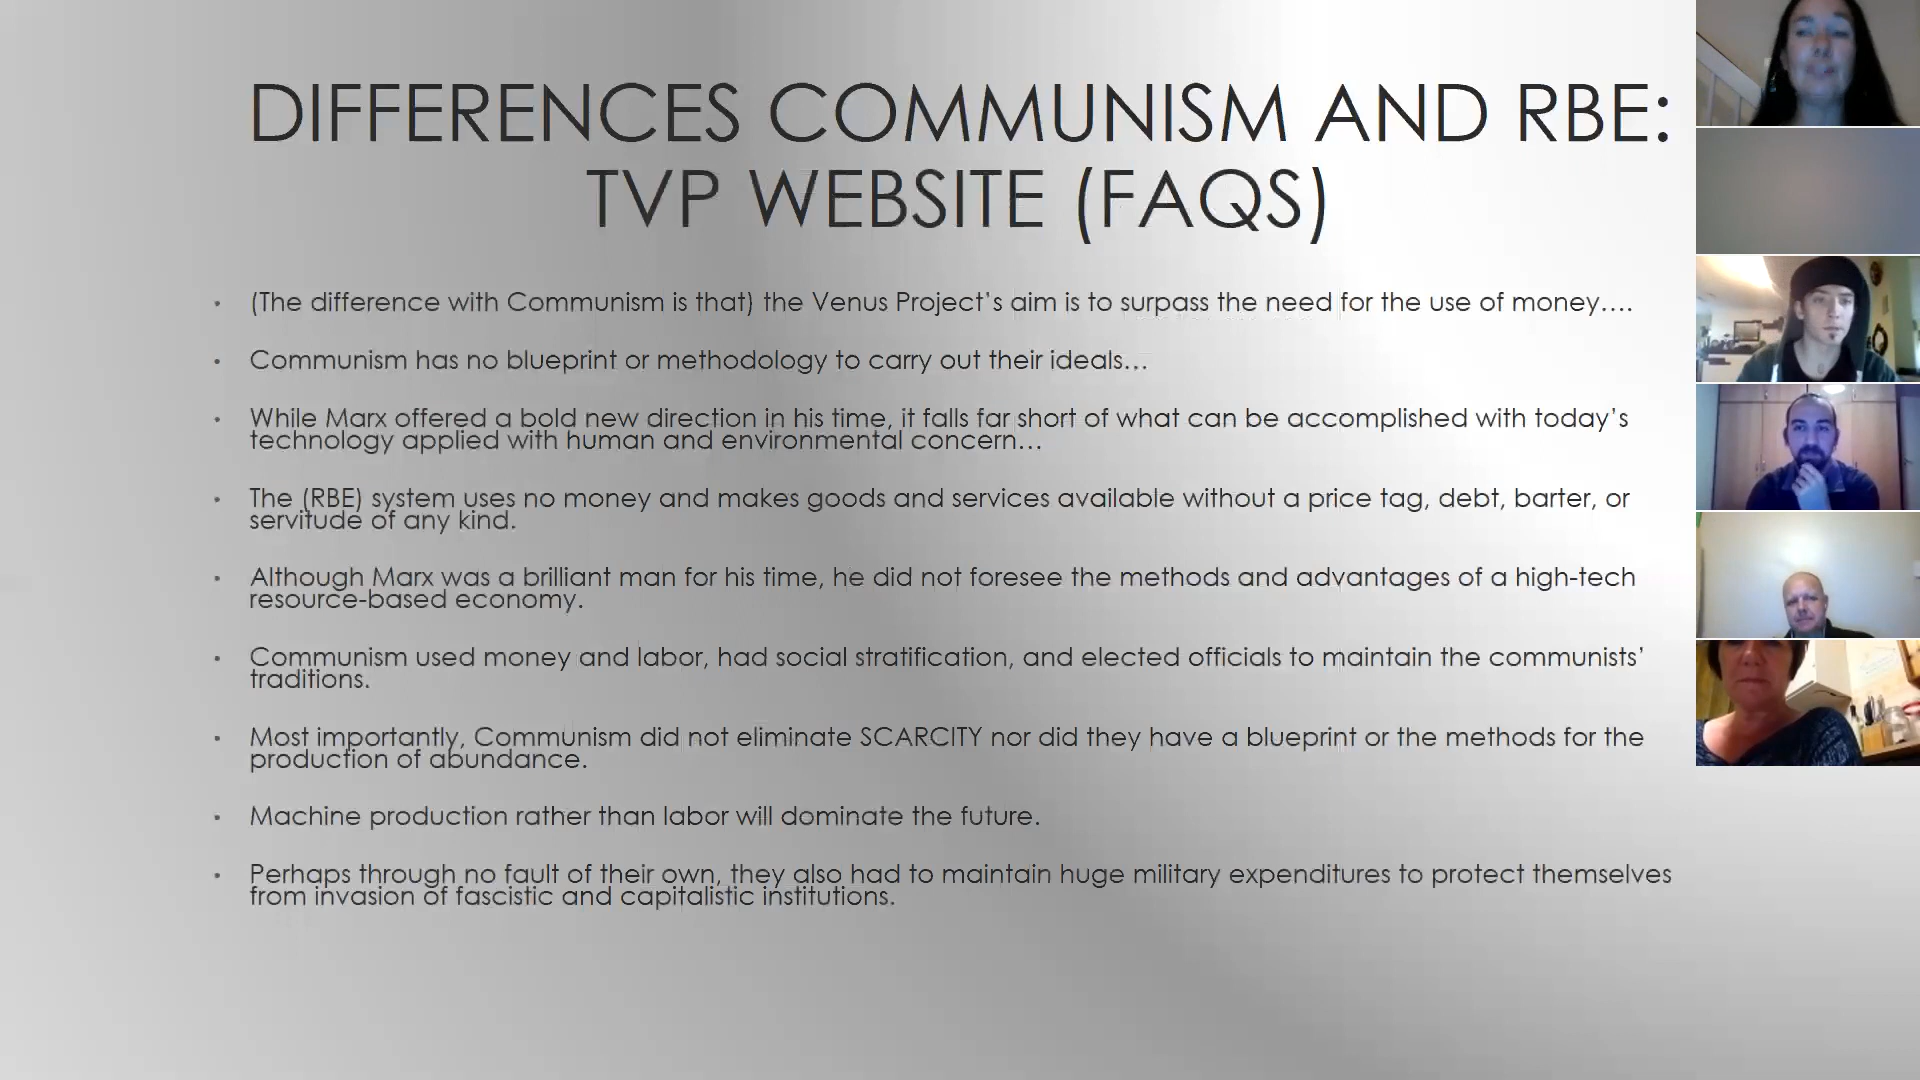 DIFFERENCES COMMUNISM AND RBE:
TVP WEBSITE (FAQS)
• (The difference with Communism is that) the Venus Project's aim is to surpass the need for the use of money….
• Communism has no blueprint or methodology to carry out their ideals…
• While Marx offered a bold new direction in his time, it falls far short of what can be accomplished with today's
technology applied with human and environmental concern…
• The (RBE) system uses no money and makes goods and services available without a price tag, debt, barter, or
servitude of any kind.
• Although Marx was a brilliant man for his time, he did not foresee the methods and advantages of a high-tech
resource-based economy.
• Communism used money and labor, had social stratification, and elected officials to maintain the communists'
traditions.
• Most importantly, Communism did not eliminate SCARCITY nor did they have a blueprint or the methods for the
production of abundance.
• Machine production rather than labor will dominate the future.
• Perhaps through no fault of their own, they also had to maintain huge military expenditures to protect themselves
from invasion of fascistic and capitalistic institutions.